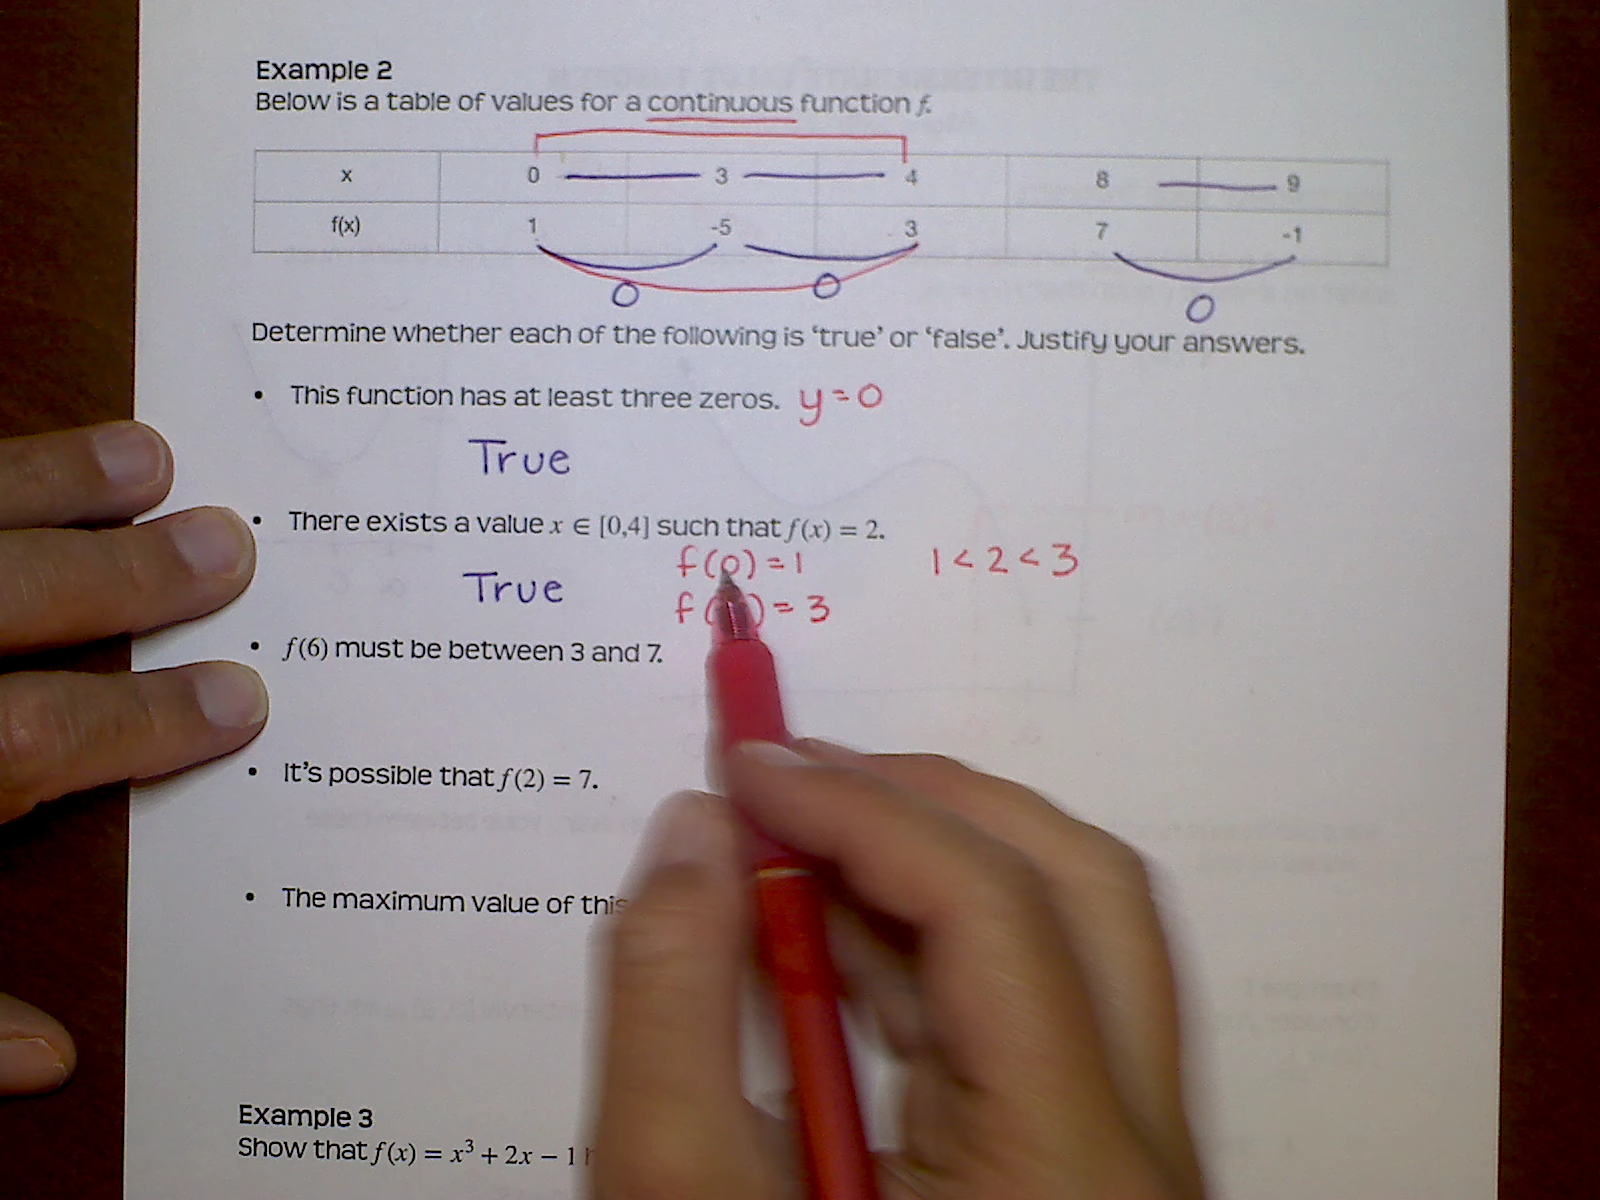 Example 2
Below is a table of values for a continuous function f.
x 0 3 4 8 9
f(x) 1 -5 3 7 -1
0 0 0
Determine whether each of the following is ‘true’ or ‘false’. Justify your answers.
• This function has at least three zeros. y=0
True
• There exists a value x ∈ [0,4] such that f(x) = 2.
f(0)=1 1<2<3
True f( )=3
• f(6) must be between 3 and 7.
• It’s possible that f(2) = 7.
• The maximum value of this
Example 3
Show that f(x) = x³ + 2x − 1